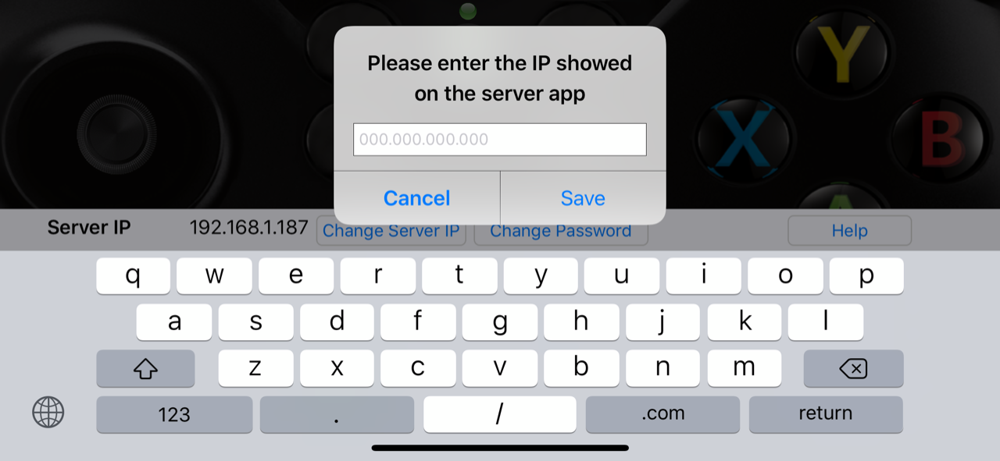 Y
X
B
A
Please enter the IP showed
on the server app
000.000.000.000
Cancel
Save
Server IP
192.168.1.187
Change Server IP
Change Password
Help
q w e r t y u i o p
a s d f g h j k l
z x c v b n m
123 . / .com return